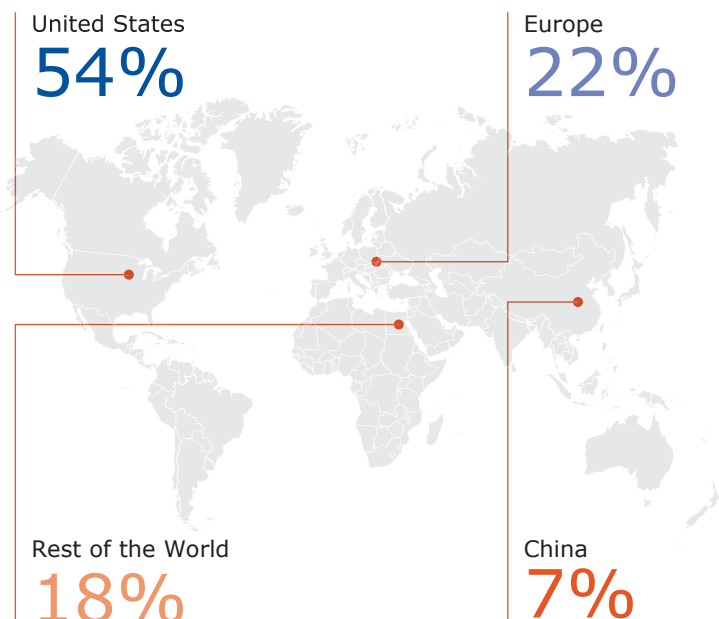 United States
54%
Europe
22%
Rest of the World
18%
China
7%